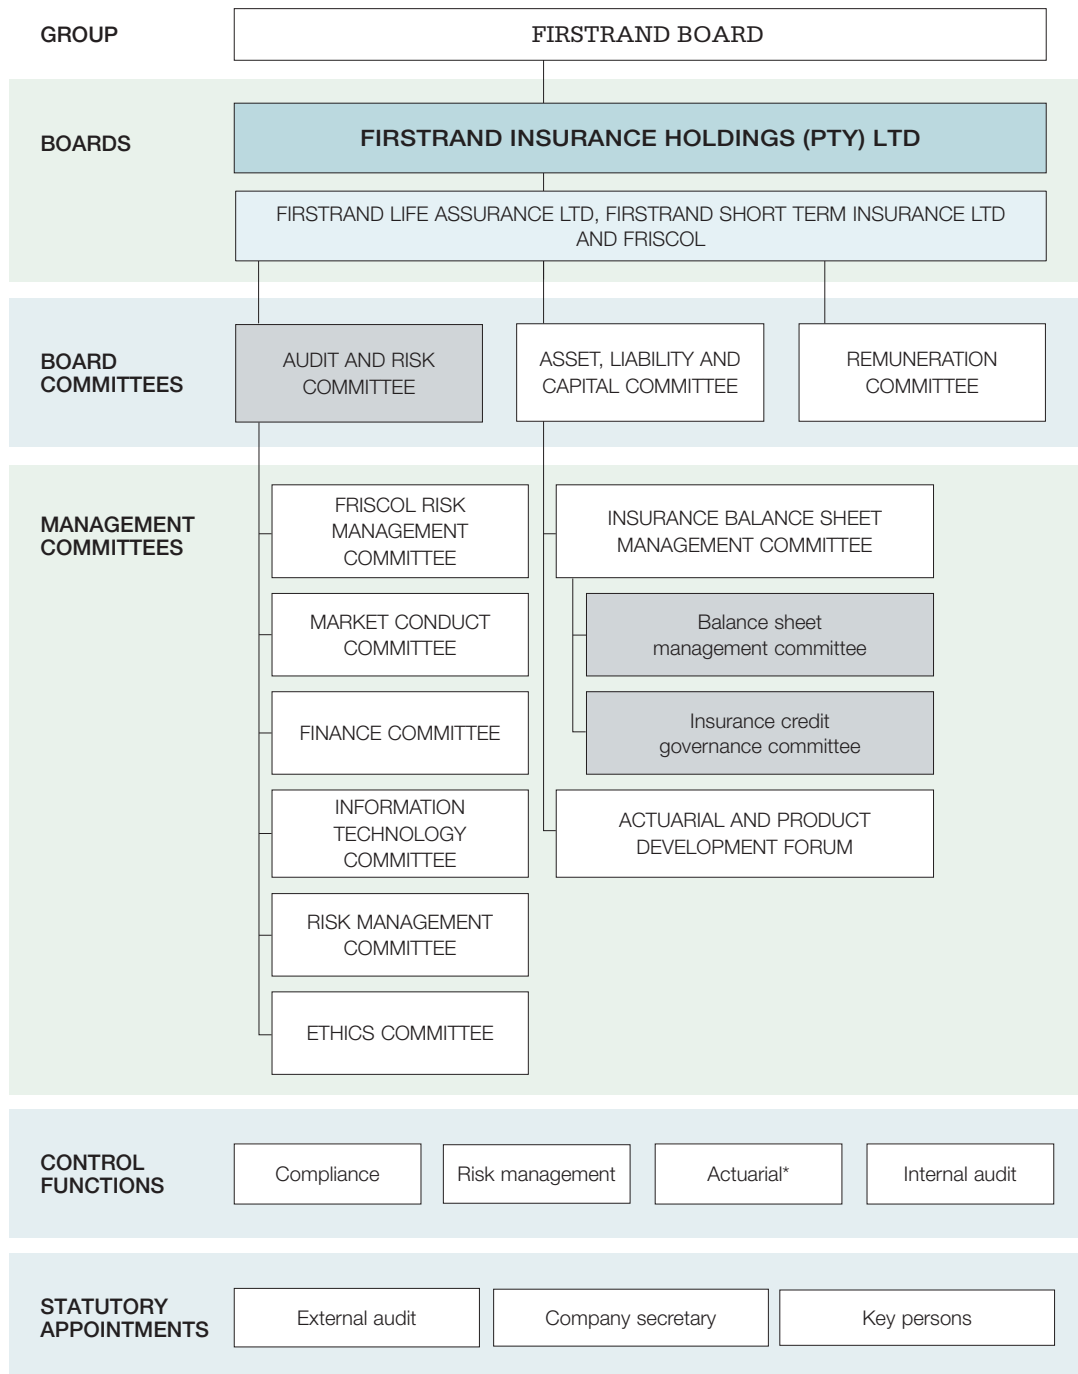 GROUP
FIRSTRAND BOARD
BOARDS
FIRSTRAND INSURANCE HOLDINGS (PTY) LTD
FIRSTRAND LIFE ASSURANCE LTD, FIRSTRAND SHORT TERM INSURANCE LTD
AND FRISCOL
BOARD
COMMITTEES
AUDIT AND RISK
COMMITTEE
ASSET, LIABILITY AND
CAPITAL COMMITTEE
REMUNERATION
COMMITTEE
MANAGEMENT
COMMITTEES
FRISCOL RISK
MANAGEMENT
COMMITTEE
MARKET CONDUCT
COMMITTEE
FINANCE COMMITTEE
INFORMATION
TECHNOLOGY
COMMITTEE
RISK MANAGEMENT
COMMITTEE
ETHICS COMMITTEE
INSURANCE BALANCE SHEET
MANAGEMENT COMMITTEE
Balance sheet
management committee
Insurance credit
governance committee
ACTUARIAL AND PRODUCT
DEVELOPMENT FORUM
CONTROL
FUNCTIONS
Compliance
Risk management
Actuarial*
Internal audit
STATUTORY
APPOINTMENTS
External audit
Company secretary
Key persons